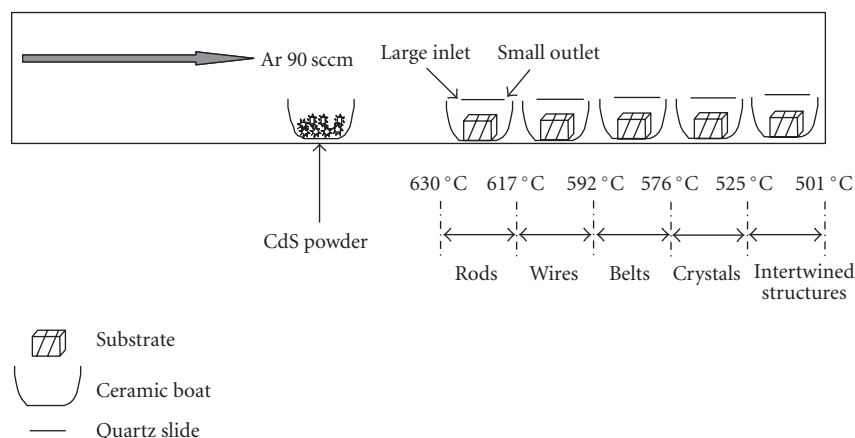 Ar 90 sccm
Large inlet
Small outlet
CdS powder
630 °C 617 °C 592 °C 576 °C 525 °C 501 °C
Rods Wires Belts Crystals Intertwined
structures
Substrate
Ceramic boat
Quartz slide